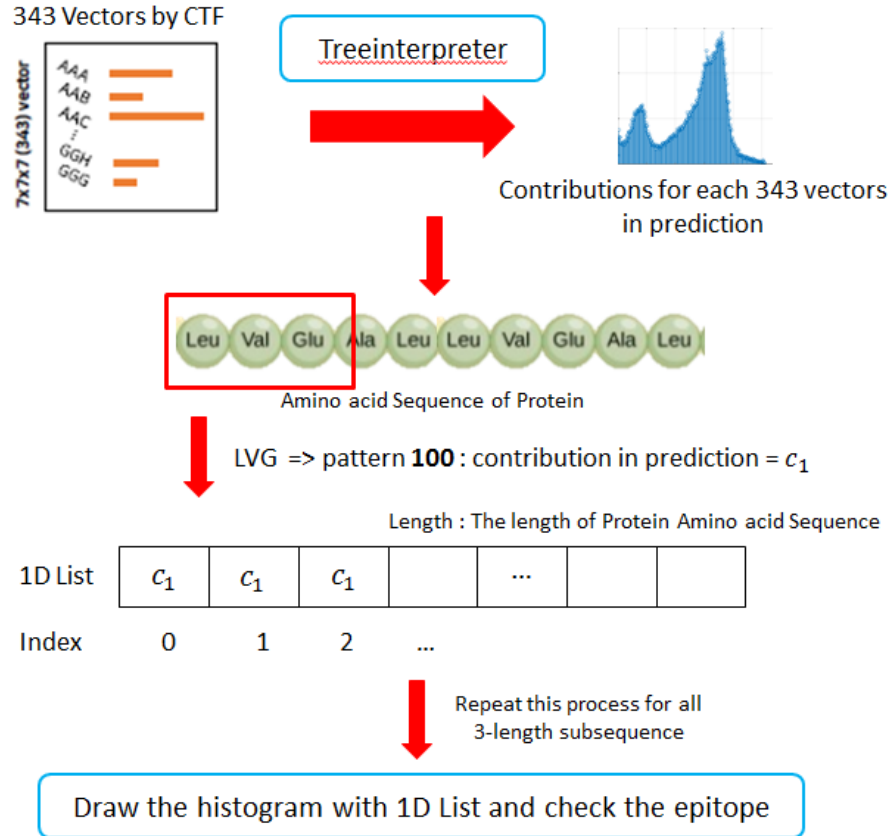 343 Vectors by CTF
7x7x7 (343) vector
AAA
AAB
AAC
⋮
GGH
GGG
Treeinterpreter
Contributions for each 343 vectors
in prediction
Leu Val Glu Ala Leu Leu Val Glu Ala Leu
Amino acid Sequence of Protein
LVG => pattern 100 : contribution in prediction = c₁
Length : The length of Protein Amino acid Sequence
1D List c₁ c₁ c₁ ...
Index 0 1 2 ...
Repeat this process for all
3-length subsequence
Draw the histogram with 1D List and check the epitope